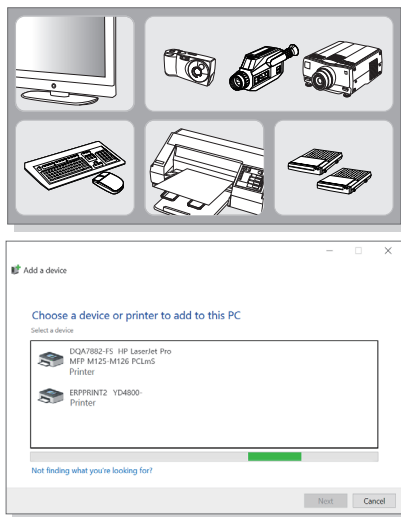 Add a device
Choose a device or printer to add to this PC
Select a device
DQA7882-F5 HP LaserJet Pro
MFP M125-M126 PCLmS
Printer
ERPPRINT2 YD4800-
Printer
Not finding what you're looking for?
Next Cancel